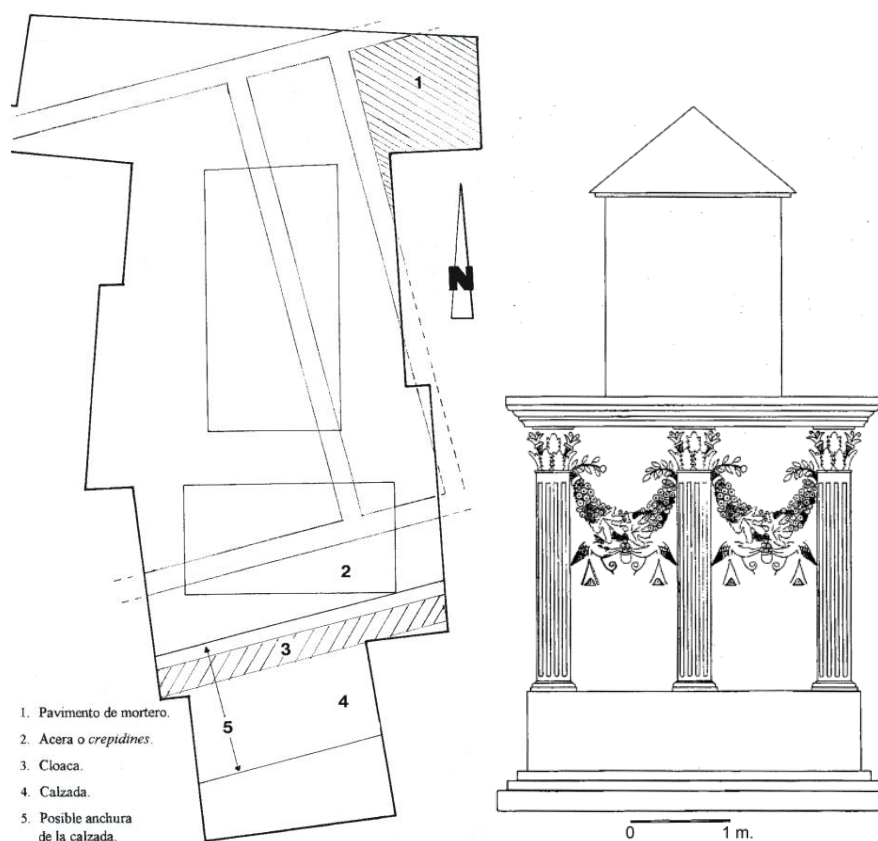 1
N
2
3
4
5
1. Pavimento de mortero.
2. Acera o crepidines.
3. Cloaca.
4. Calzada.
5. Posible anchura
de la calzada.
0 1 m.